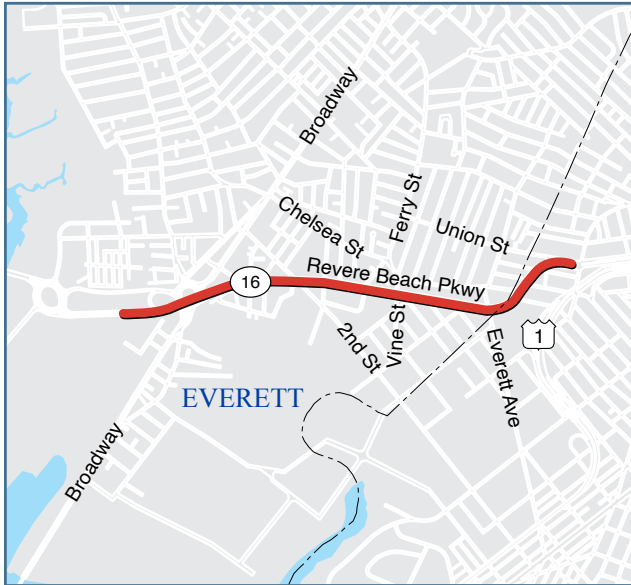 Broadway
Ferry St
Chelsea St
Union St
Revere Beach Pkwy
16
Vine St
2nd St
1
Everett Ave
EVERETT
Broadway